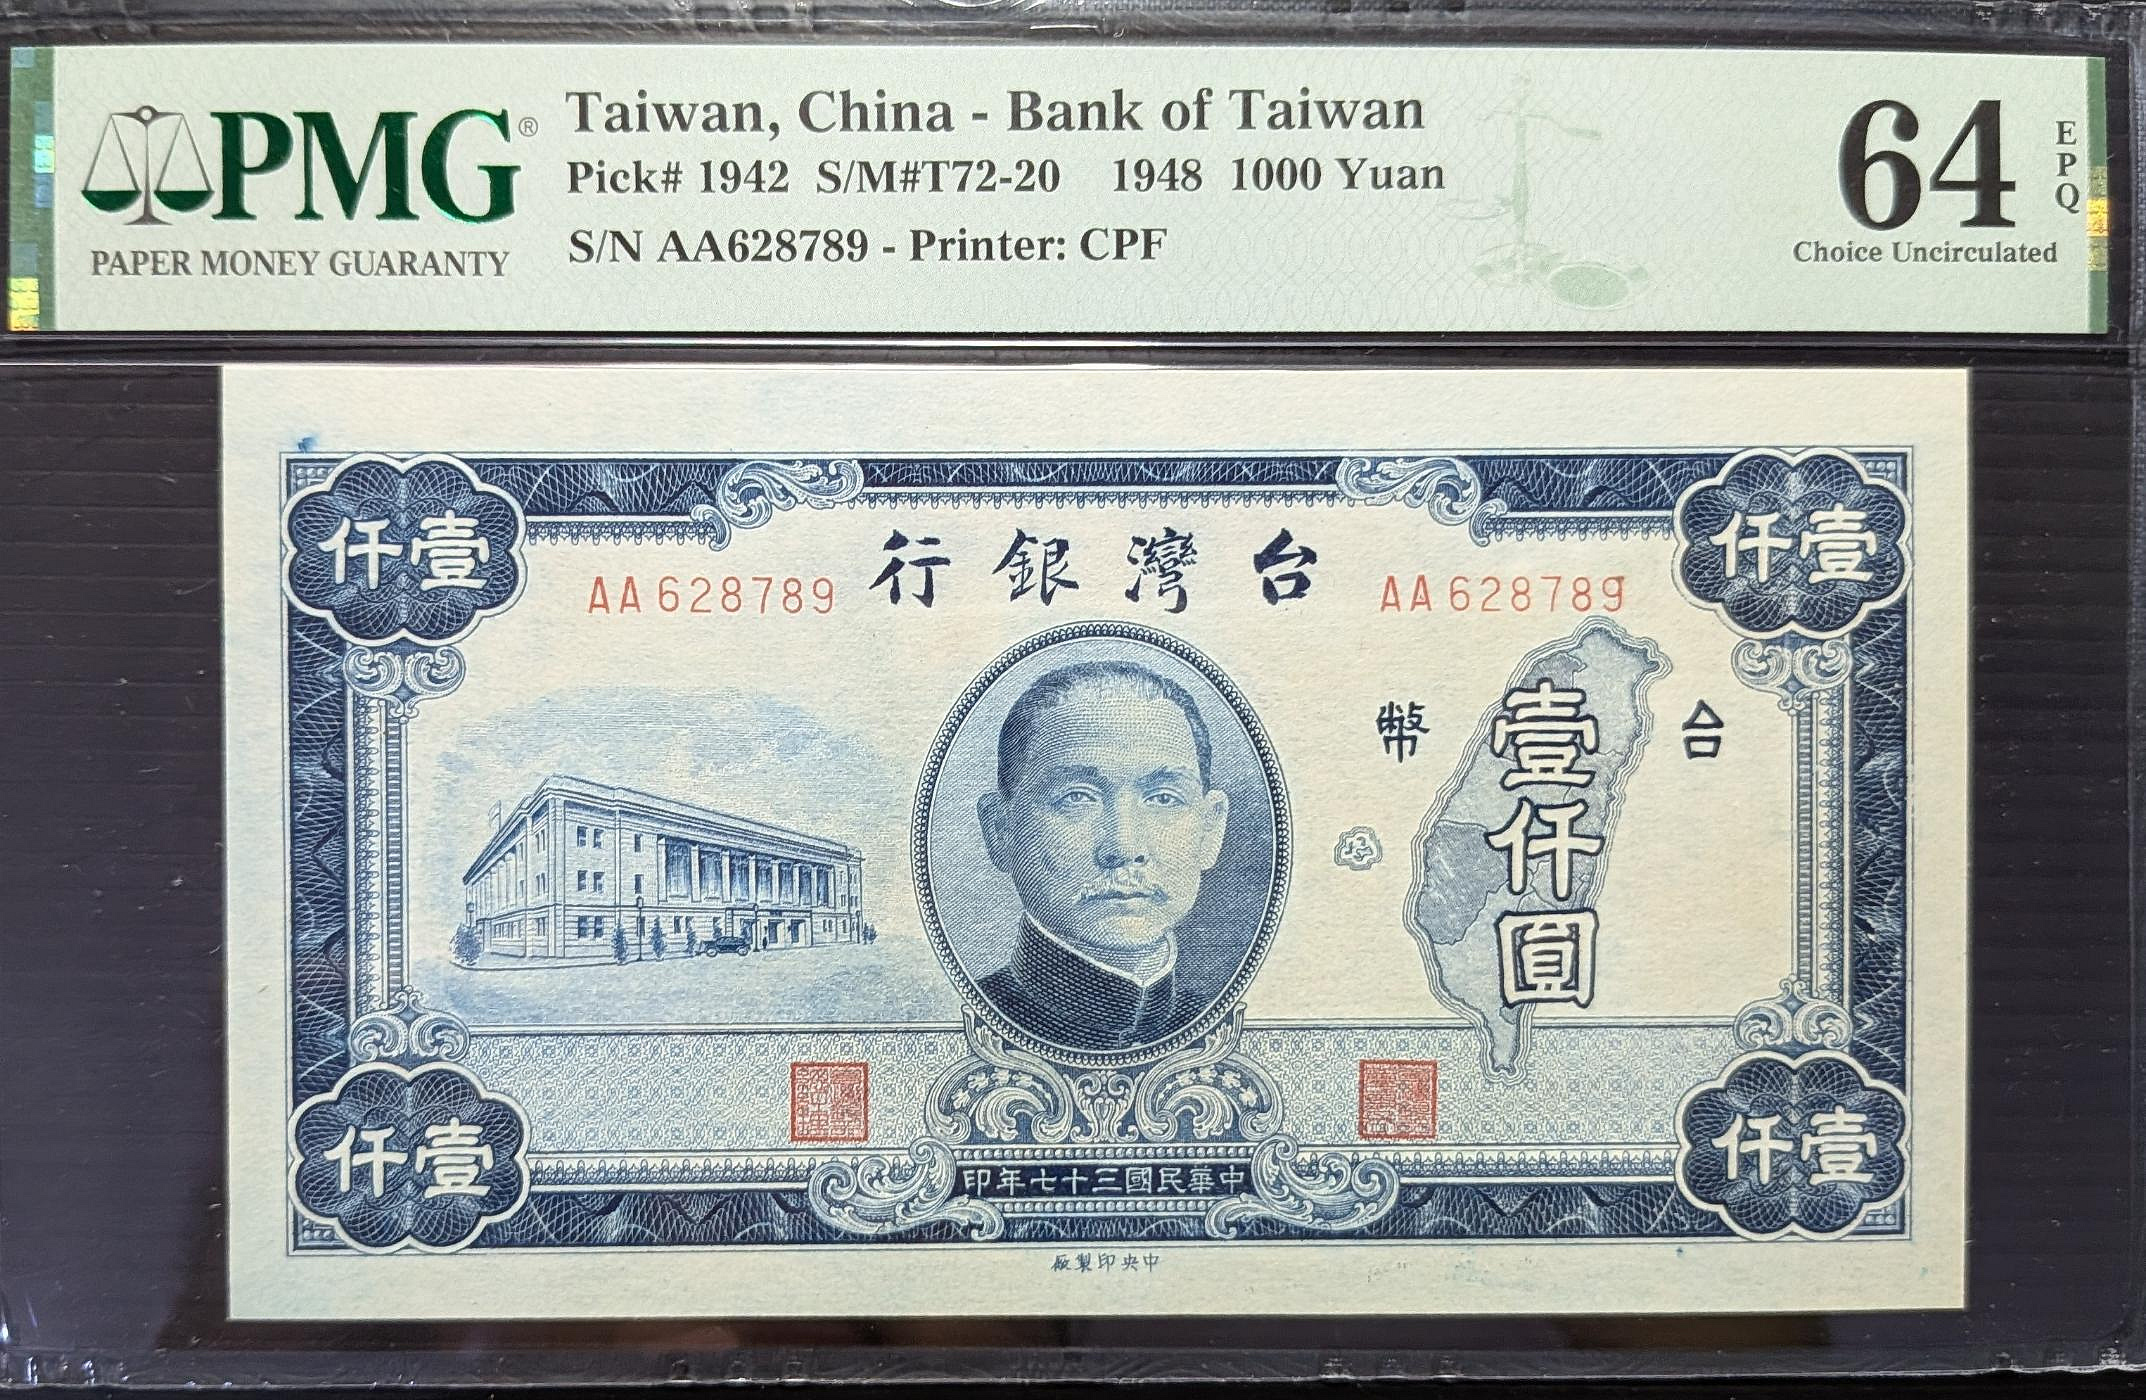 PMG®
PAPER MONEY GUARANTY
Taiwan, China - Bank of Taiwan
Pick# 1942 S/M#T72-20 1948 1000 Yuan
S/N AA628789 - Printer: CPF
64
EPQ
Choice Uncirculated
仟壹
仟壹
行銀灣台
AA628789
AA628789
幣
台
壹仟圓
仟壹
仟壹
印年七十三國民華中
廠製印央中